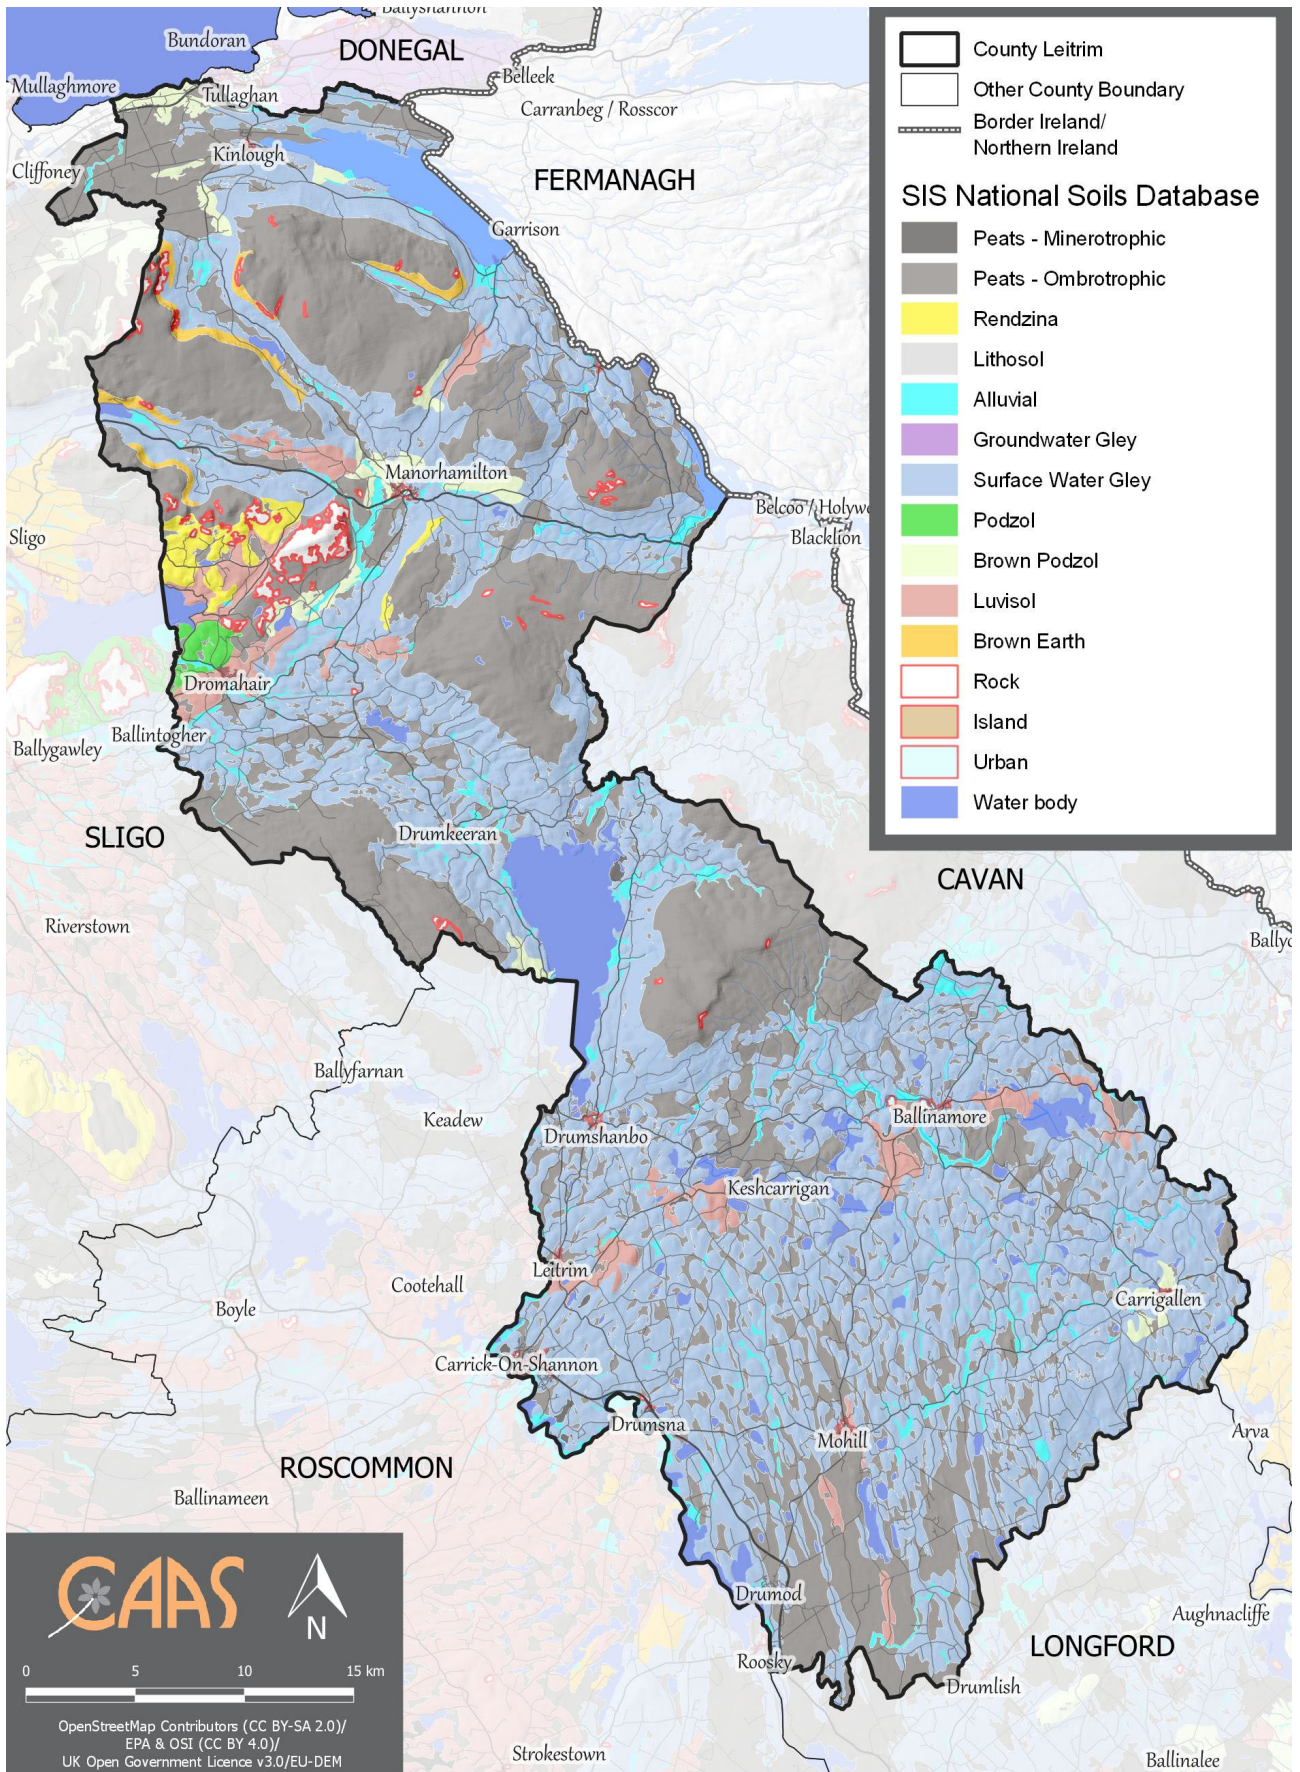 Ballyshannon
Bundoran
DONEGAL
Mullaghmore
Belleek
Tullaghan
Carranbeg / Rosscor
Kinlough
Cliffoney
FERMANAGH
Garrison
Manorhamilton
Belcoo / Holywe
Blacklion
Sligo
Dromahair
Ballintogher
Ballygawley
SLIGO
Drumkeeran
CAVAN
Riverstown
Ballyc
Ballyfarnan
Keadew
Drumshanbo
Ballinamore
Keshcarrigan
Leitrim
Cootehall
Boyle
Carrigallen
Carrick-On-Shannon
Drumsna
Mohill
Arva
ROSCOMMON
Ballinameen
Drumod
Aughnacliffe
LONGFORD
Roosky
Drumlish
Strokestown
Ballinalee
County Leitrim
Other County Boundary
Border Ireland/
Northern Ireland
SIS National Soils Database
Peats - Minerotrophic
Peats - Ombrotrophic
Rendzina
Lithosol
Alluvial
Groundwater Gley
Surface Water Gley
Podzol
Brown Podzol
Luvisol
Brown Earth
Rock
Island
Urban
Water body
CAAS
N
0 5 10 15 km
OpenStreetMap Contributors (CC BY-SA 2.0)/
EPA & OSI (CC BY 4.0)/
UK Open Government Licence v3.0/EU-DEM